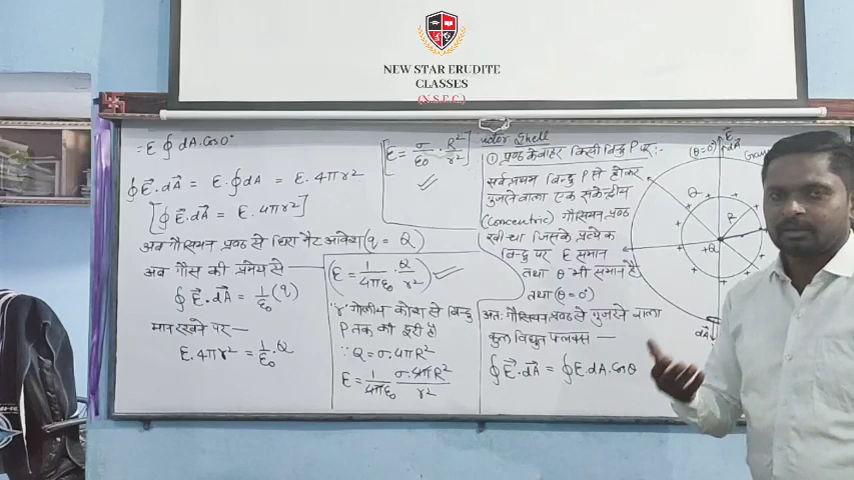 NEW STAR ERUDITE
CLASSES
(N.S.E.C)
Shell
① पृष्ठ के बाहर किसी बिन्दु P पर:-
सर्वप्रथम बिन्दु P से होकर
गुजरने वाला एक संकेन्द्रीय
(Concentric) गौसियन पृष्ठ
खींचा जिसके प्रत्येक
बिन्दु पर E समान
तथा θ भी समान है
तथा (θ = 0°)
अतः गौसियन पृष्ठ से गुजरने वाला
कुल विद्युत फ्लक्स —
∮E⃗.dA⃗ = ∮E.dA.Cosθ
(θ=0°)
E⃗
dA⃗
Q
R
+Q
dA⃗
= E ∮ dA.Cos0°
∮E⃗.dA⃗ = E.∮dA = E.4πr²
[∮E⃗.dA⃗ = E.4πr²]
अब गौसियन पृष्ठ से घिरा नैट आवेश (q = Q)
अब गौस की प्रमेय से —
∮E⃗.dA⃗ = 1/ε₀ (q)
मान रखने पर —
E.4πr² = 1/ε₀ . Q
(E = 1/4πε₀ . Q/r²)
∵ 'r' गोलीय कोश से बिन्दु
P तक की दूरी है
∵ Q = σ.4πR²
E = 1/4πε₀ σ.4πR²/r²
[E = σ/ε₀ . R²/r²]